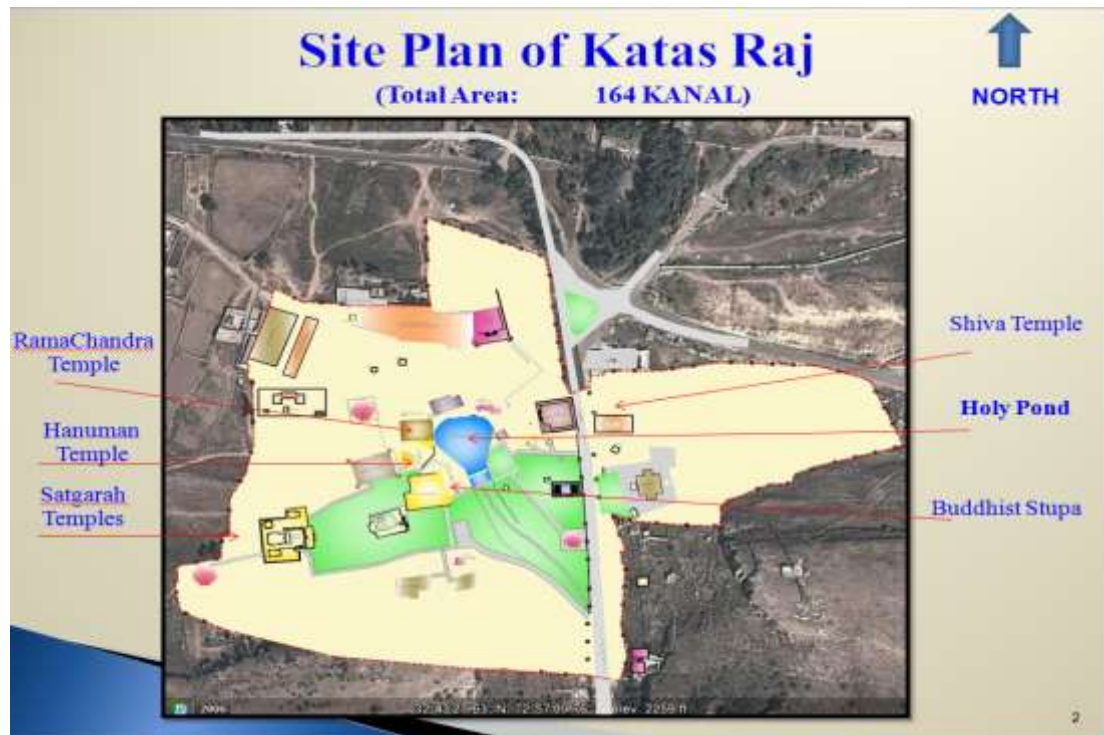 Site Plan of Katas Raj
(Total Area: 164 KANAL)
NORTH
RamaChandra
Temple
Hanuman
Temple
Satgarah
Temples
Shiva Temple
Holy Pond
Buddhist Stupa
2